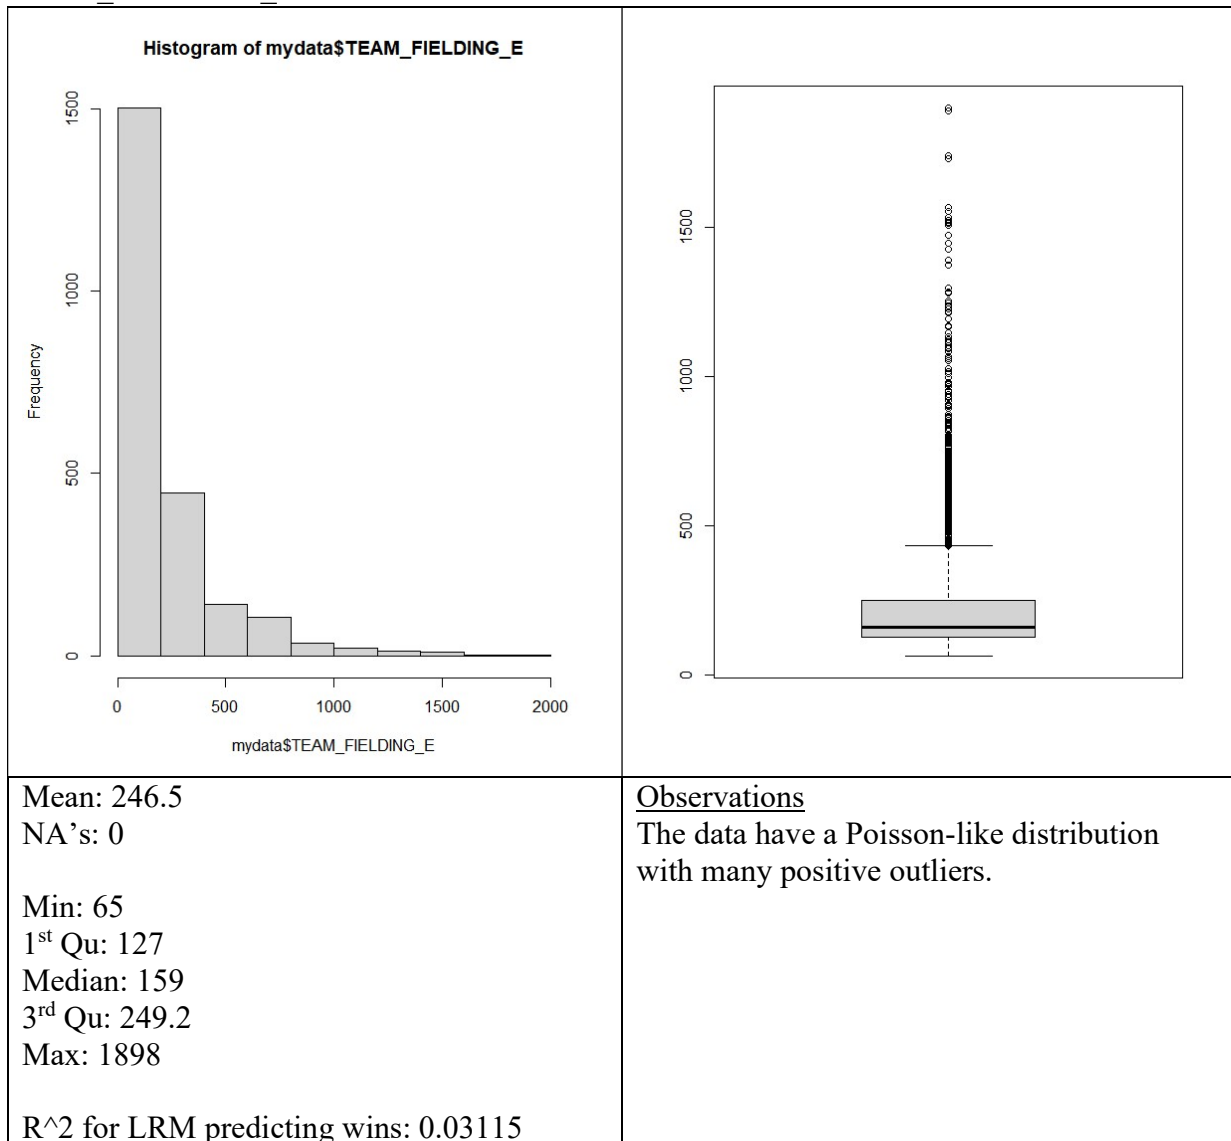 Histogram of mydata$TEAM_FIELDING_E
1500
1000
500
0
Frequency
0 500 1000 1500 2000
mydata$TEAM_FIELDING_E
1500
1000
500
0
Mean: 246.5
NA’s: 0
Min: 65
1st Qu: 127
Median: 159
3rd Qu: 249.2
Max: 1898
R^2 for LRM predicting wins: 0.03115
Observations
The data have a Poisson-like distribution
with many positive outliers.